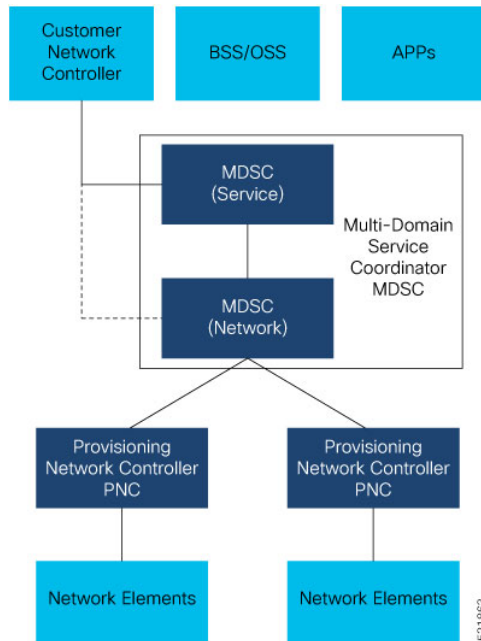 Customer
Network
Controller
BSS/OSS
APPs
MDSC
(Service)
Multi-Domain
Service
Coordinator
MDSC
MDSC
(Network)
Provisioning
Network Controller
PNC
Provisioning
Network Controller
PNC
Network Elements
Network Elements